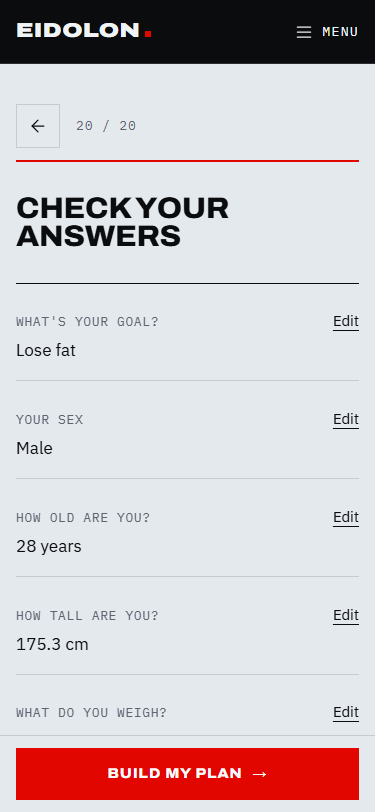 EIDOLON.
MENU
20 / 20
CHECK YOUR
ANSWERS
WHAT'S YOUR GOAL?
Edit
Lose fat
YOUR SEX
Edit
Male
HOW OLD ARE YOU?
Edit
28 years
HOW TALL ARE YOU?
Edit
175.3 cm
WHAT DO YOU WEIGH?
Edit
BUILD MY PLAN →